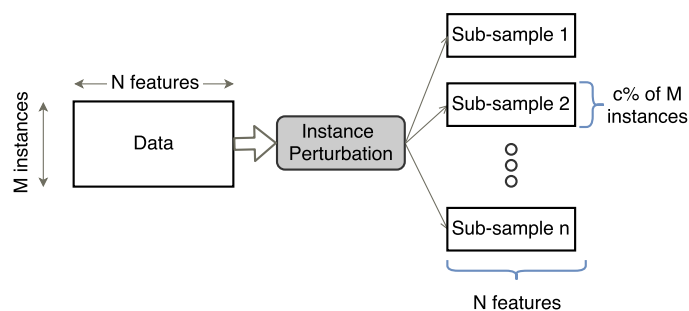 Sub-sample 1
N features
Sub-sample 2
c% of M
instances
M instances
Data
Instance
Perturbation
Sub-sample n
N features